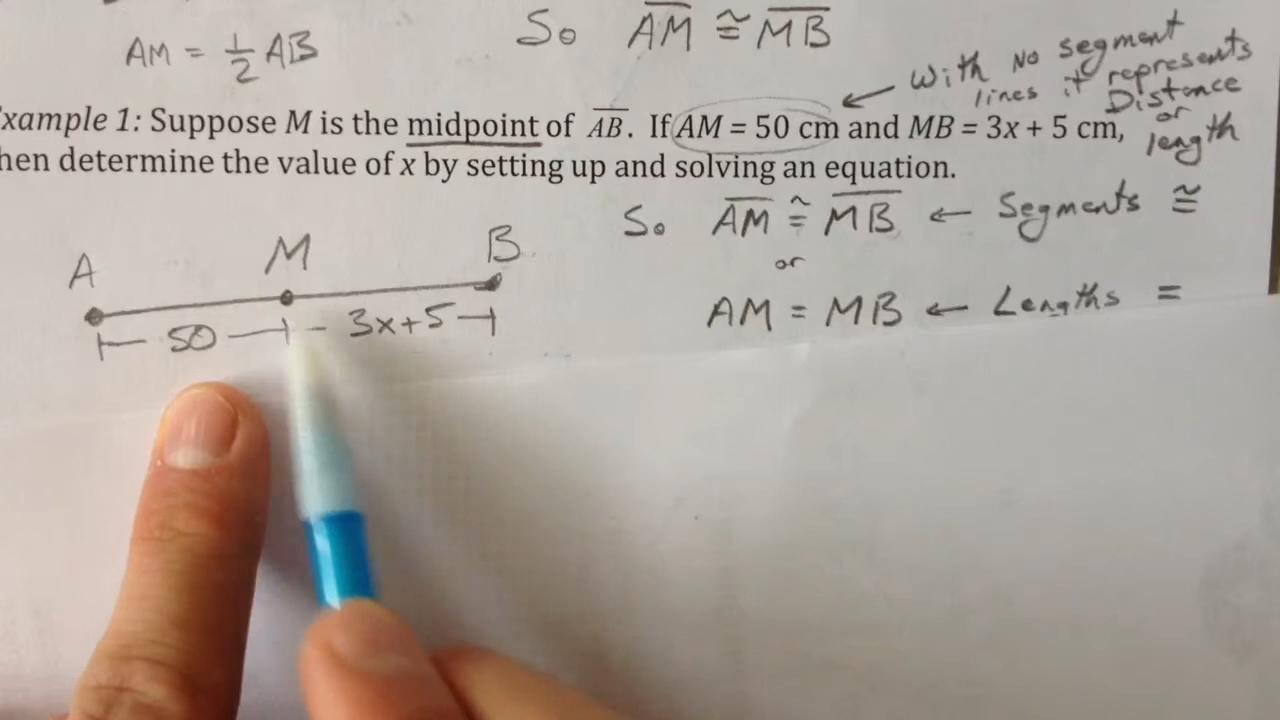 AM = 1/2 AB
So AM ≅ MB
With No segment
lines it represents
Distance
or
length
xample 1: Suppose M is the midpoint of AB. If AM = 50 cm and MB = 3x + 5 cm,
hen determine the value of x by setting up and solving an equation.
So AM ≅ MB ← Segments ≅
or
AM = MB ← Lengths =
A M B
50 3x+5